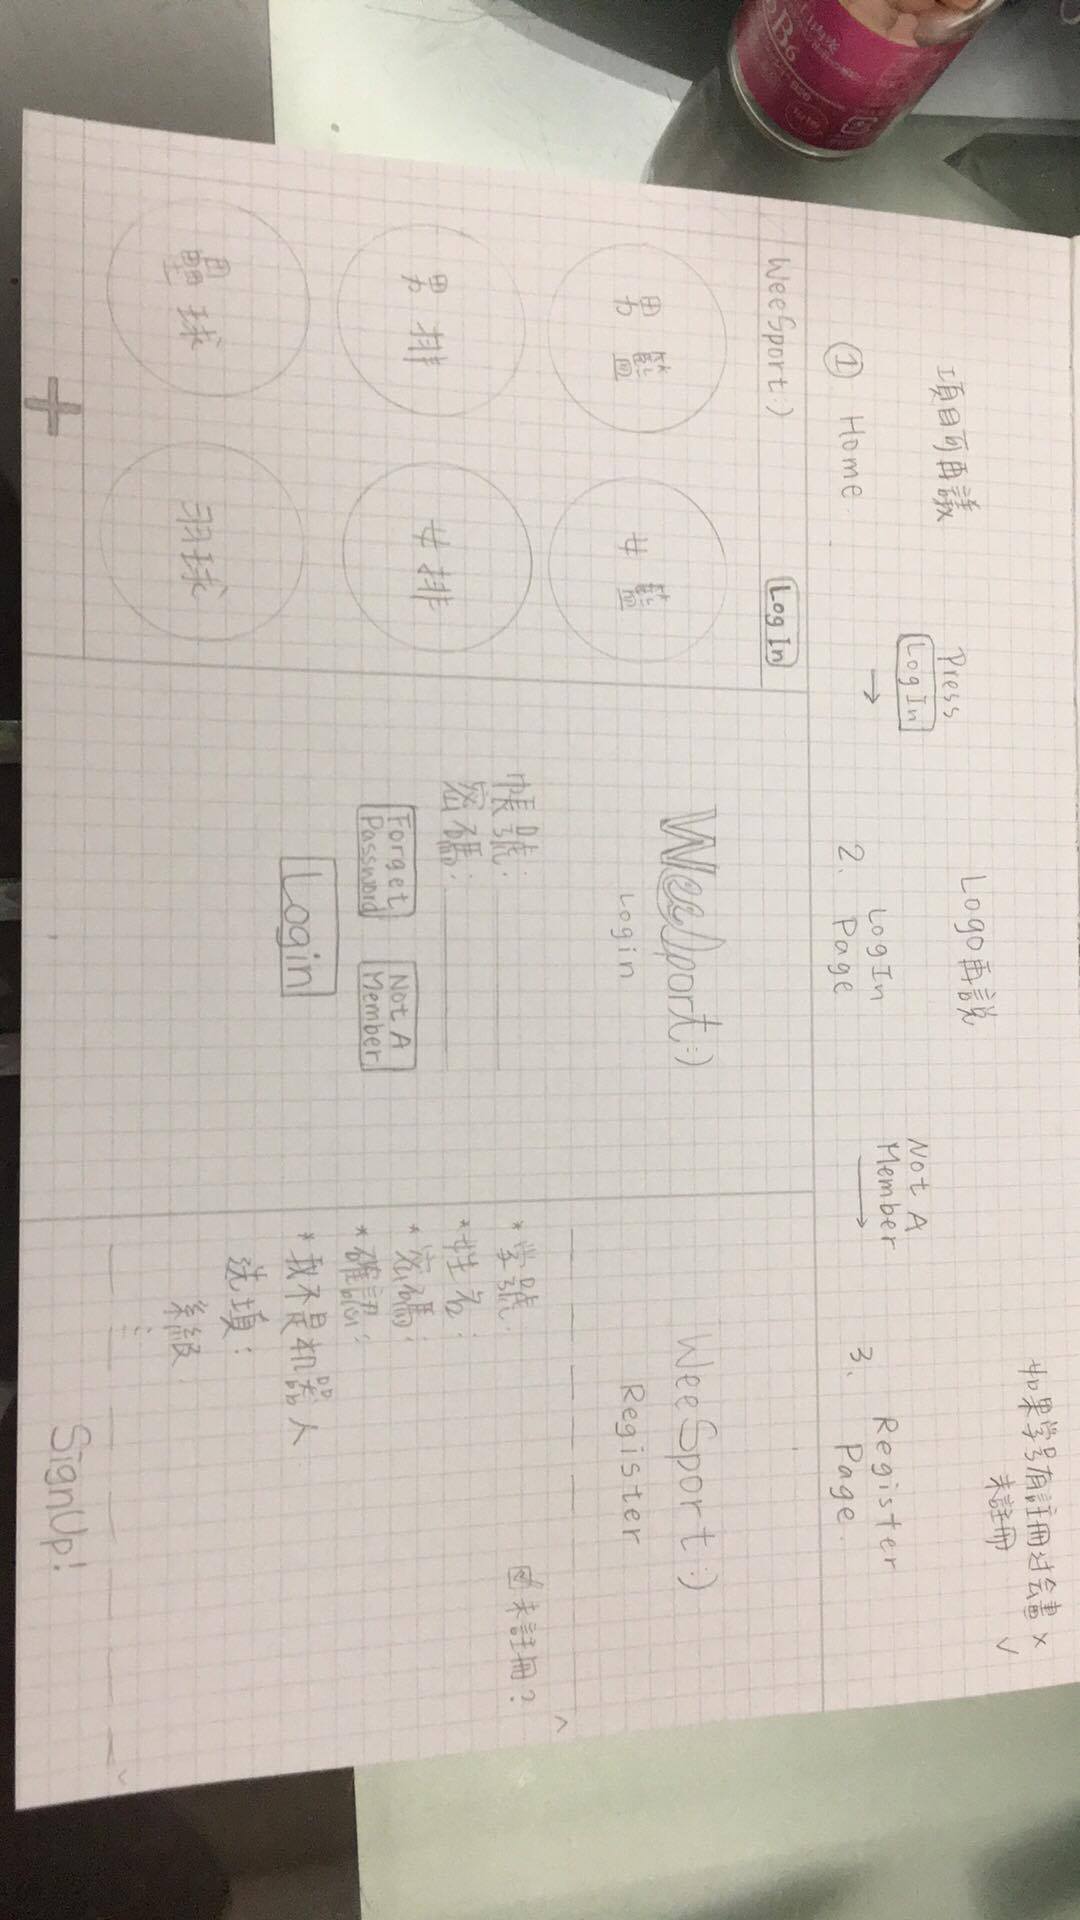 如果学号有註冊过会畫 ×
未註冊 ✓
項目可再議
Press
Log In
→
Logo再說
Not A
Member
→
① Home
2. Log In
Page
3. Register
Page.
WeeSport:)
Log In
男籃
女籃
男排
女排
壘球
羽球
+
WeeSport:)
Login
帳號:
密碼:
Forget
Password
Not A
Member
Login
WeeSport:)
Register
*学號:
☑未註冊?
*姓名:
*密碼:
*確認:
*我不是机器人
选填:
系級
⋮
SignUp!